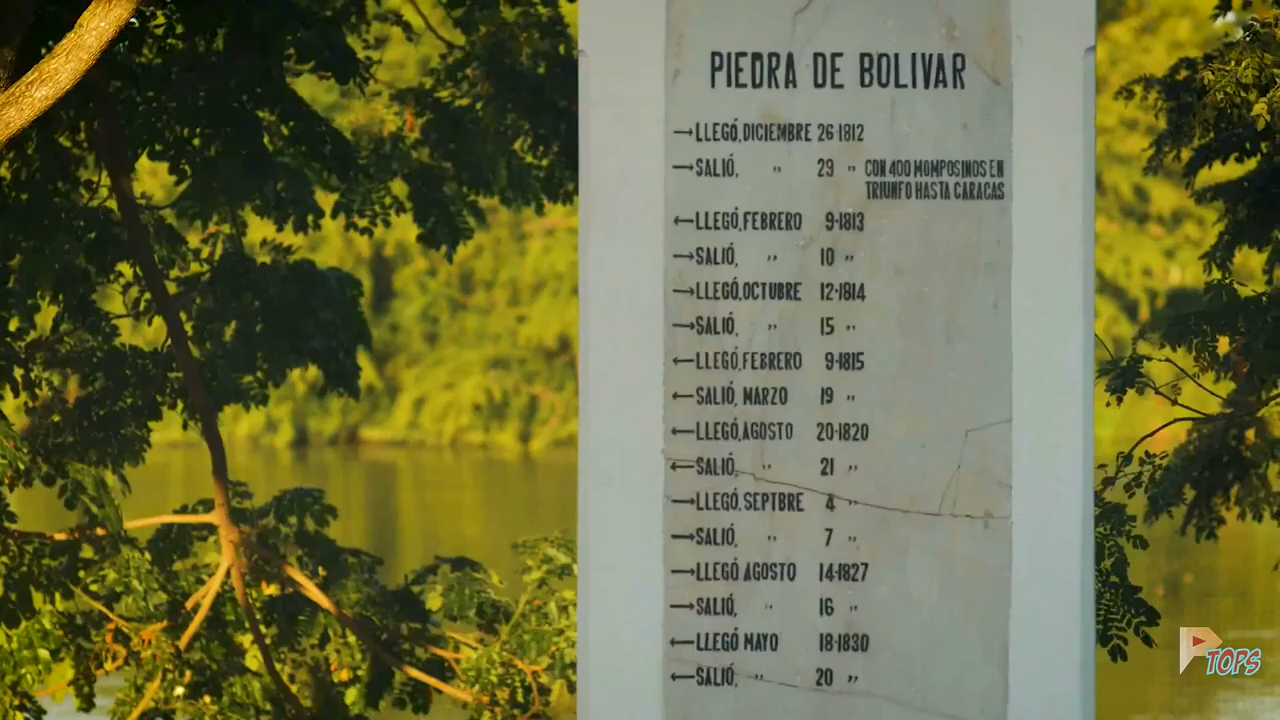 PIEDRA DE BOLIVAR
→LLEGÓ, DICIEMBRE 26·1812
→SALIÓ, " 29 " CON 400 MOMPOSINOS EN
TRIUNFO HASTA CARACAS
←LLEGÓ, FEBRERO 9·1813
←SALIÓ, " 10 "
→LLEGÓ, OCTUBRE 12·1814
→SALIÓ, " 15 "
←LLEGÓ, FEBRERO 9·1815
←SALIÓ, MARZO 19 "
←LLEGÓ, AGOSTO 20·1820
←SALIÓ, " 21 "
→LLEGÓ, SEPTBRE 4 "
→SALIÓ, " 7 "
→LLEGÓ AGOSTO 14·1827
→SALIÓ, " 16 "
←LLEGÓ MAYO 18·1830
←SALIÓ, " 20 "
TOPS